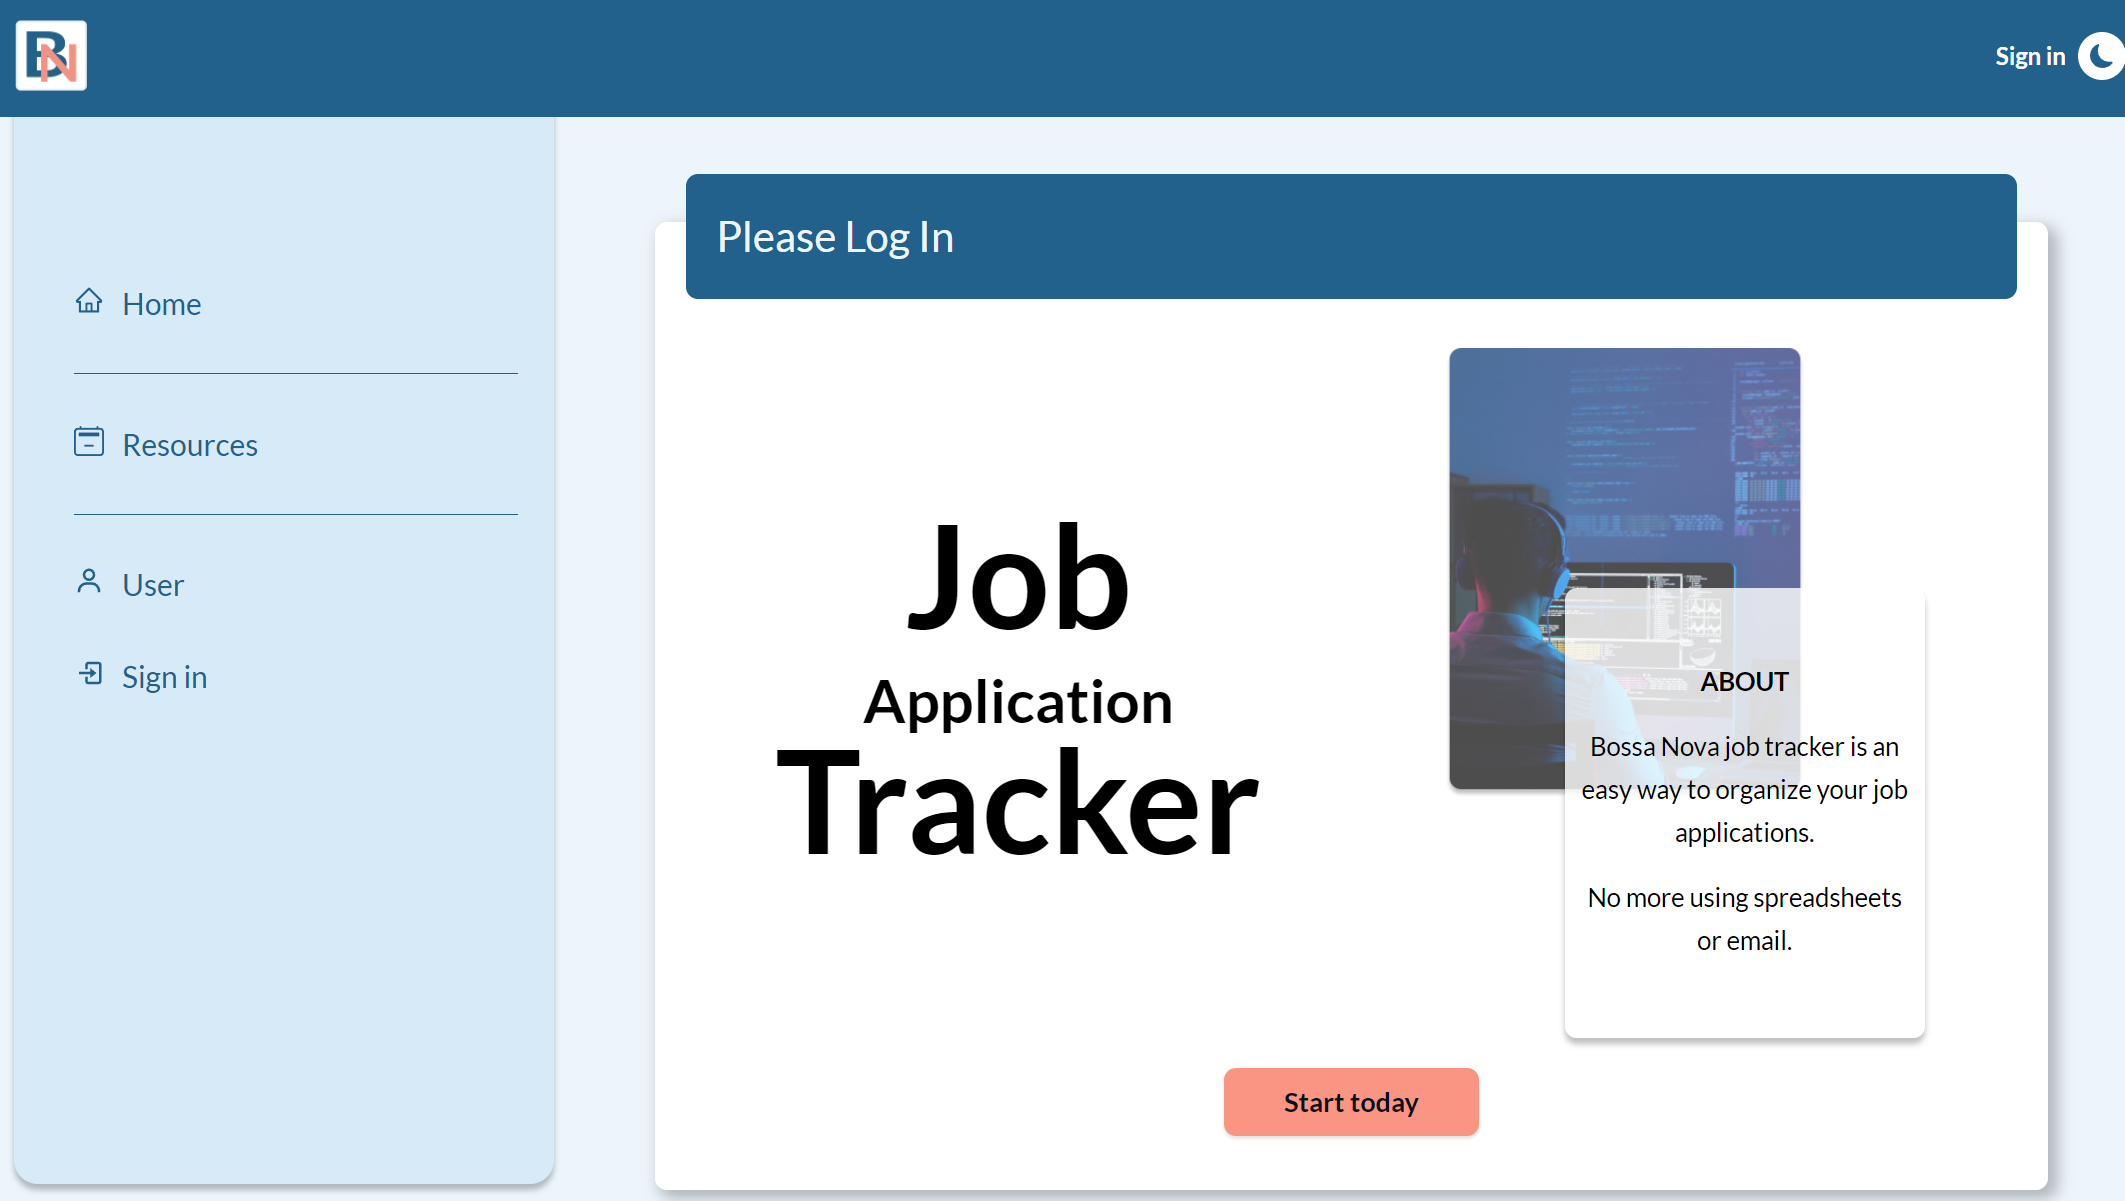 BN
Sign in
Home
Resources
User
Sign in
Please Log In
Job
Application
Tracker
ABOUT
Bossa Nova job tracker is an
easy way to organize your job
applications.
No more using spreadsheets
or email.
Start today